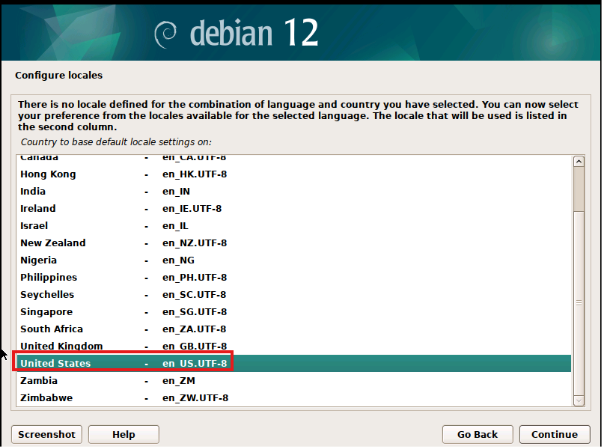 debian 12
Configure locales
There is no locale defined for the combination of language and country you have selected. You can now select
your preference from the locales available for the selected language. The locale that will be used is listed in
the second column.
Country to base default locale settings on:
Canada - en_CA.UTF-8
Hong Kong - en_HK.UTF-8
India - en_IN
Ireland - en_IE.UTF-8
Israel - en_IL
New Zealand - en_NZ.UTF-8
Nigeria - en_NG
Philippines - en_PH.UTF-8
Seychelles - en_SC.UTF-8
Singapore - en_SG.UTF-8
South Africa - en_ZA.UTF-8
United Kingdom - en_GB.UTF-8
United States - en_US.UTF-8
Zambia - en_ZM
Zimbabwe - en_ZW.UTF-8
Screenshot Help Go Back Continue